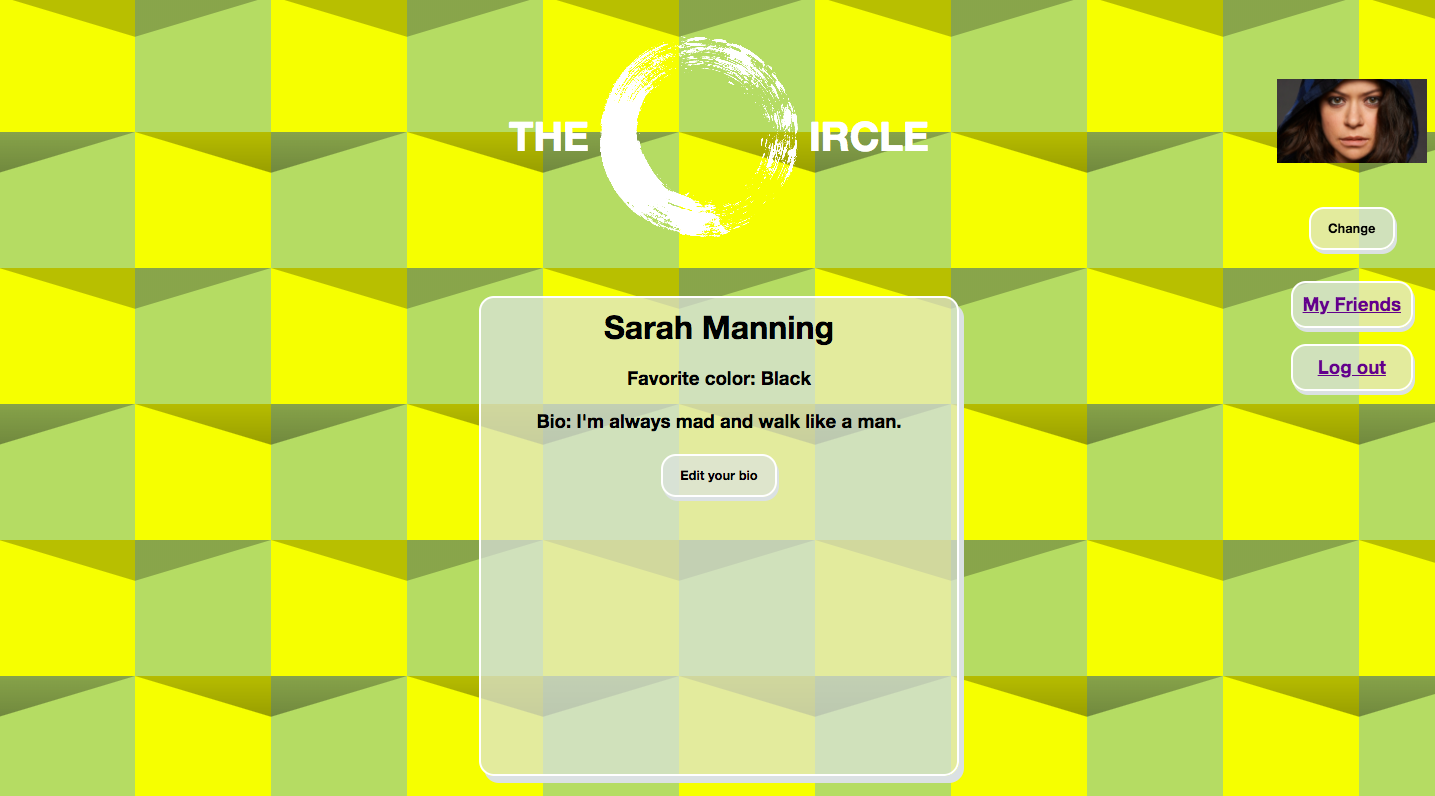 THE IRCLE
Change
My Friends
Log out
Sarah Manning
Favorite color: Black
Bio: I'm always mad and walk like a man.
Edit your bio